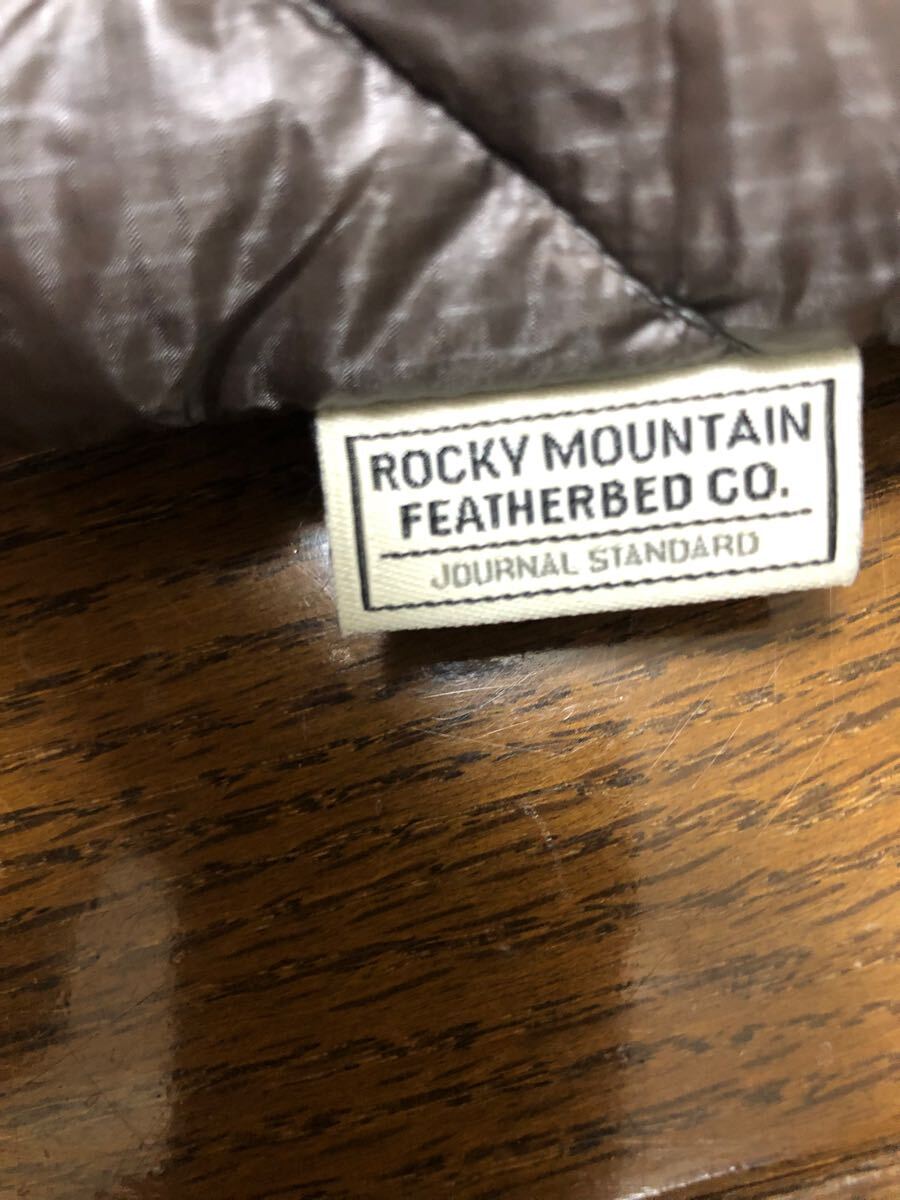 ROCKY MOUNTAIN
FEATHERBED CO.
JOURNAL STANDARD